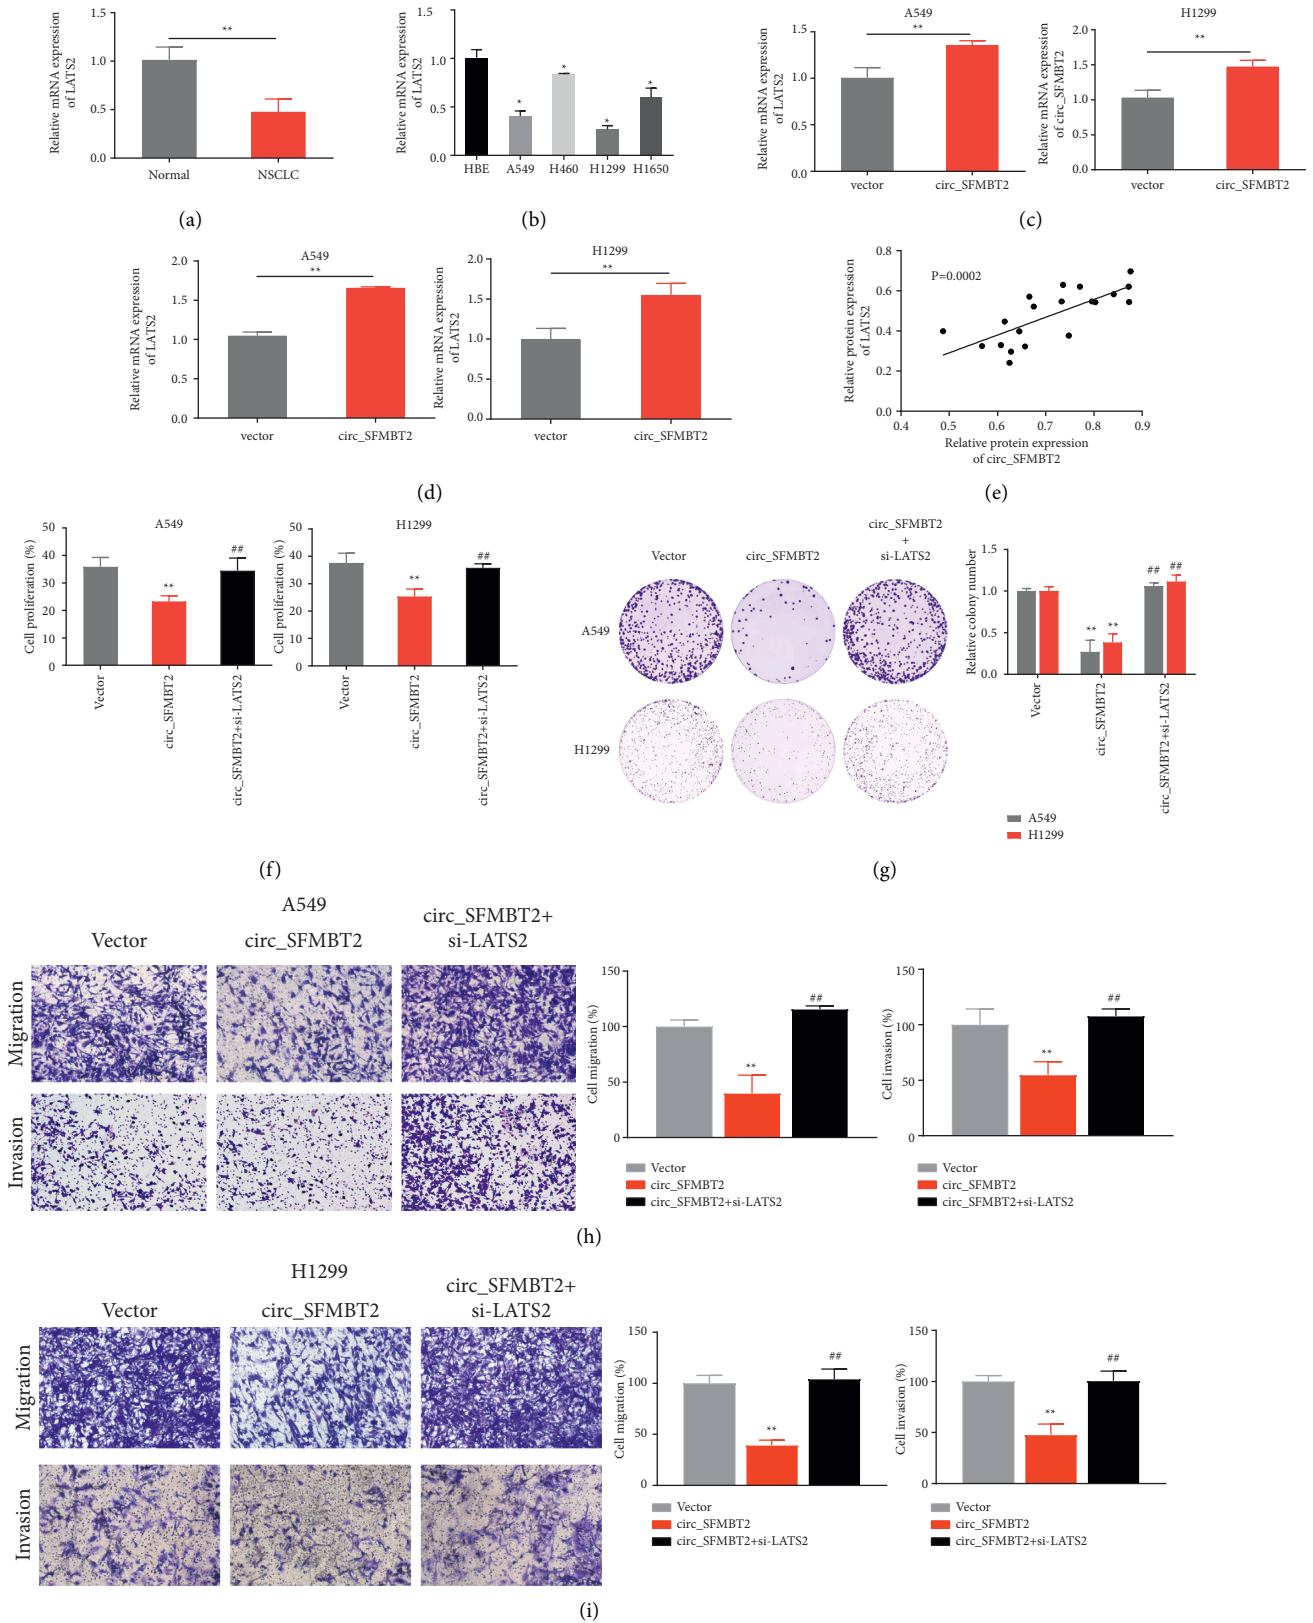 Relative mRNA expression
of LATS2
1.5
1.0
0.5
0.0
**
Normal
NSCLC
(a)
Relative mRNA expression
of LATS2
1.5
1.0
0.5
0.0
*
*
*
*
HBE
A549
H460
H1299
H1650
(b)
A549
Relative mRNA expression
of LATS2
1.5
1.0
0.5
0.0
**
vector
circ_SFMBT2
H1299
Relative mRNA expression
of circ_SFMBT2
2.0
1.5
1.0
0.5
0.0
**
vector
circ_SFMBT2
(c)
A549
Relative mRNA expression
of LATS2
2.0
1.5
1.0
0.5
0.0
**
vector
circ_SFMBT2
H1299
Relative mRNA expression
of LATS2
2.0
1.5
1.0
0.5
0.0
**
vector
circ_SFMBT2
(d)
Relative protein expression
of LATS2
0.8
0.6
0.4
0.2
0.0
P=0.0002
0.4
0.5
0.6
0.7
0.8
0.9
Relative protein expression
of circ_SFMBT2
(e)
A549
Cell proliferation (%)
50
40
30
20
10
0
**
##
Vector
circ_SFMBT2
circ_SFMBT2+si-LATS2
H1299
Cell proliferation (%)
50
40
30
20
10
0
**
##
Vector
circ_SFMBT2
circ_SFMBT2+si-LATS2
(f)
Vector
circ_SFMBT2
circ_SFMBT2
+
si-LATS2
A549
H1299
Relative colony number
1.5
1.0
0.5
0.0
**
**
##
##
Vector
circ_SFMBT2
circ_SFMBT2+si-LATS2
A549
H1299
(g)
A549
Vector
circ_SFMBT2
circ_SFMBT2+
si-LATS2
Migration
Invasion
Cell migration (%)
150
100
50
0
**
##
Vector
circ_SFMBT2
circ_SFMBT2+si-LATS2
Cell invasion (%)
150
100
50
0
**
##
Vector
circ_SFMBT2
circ_SFMBT2+si-LATS2
(h)
H1299
Vector
circ_SFMBT2
circ_SFMBT2+
si-LATS2
Migration
Invasion
Cell migration (%)
150
100
50
0
**
##
Vector
circ_SFMBT2
circ_SFMBT2+si-LATS2
Cell invasion (%)
150
100
50
0
**
##
Vector
circ_SFMBT2
circ_SFMBT2+si-LATS2
(i)